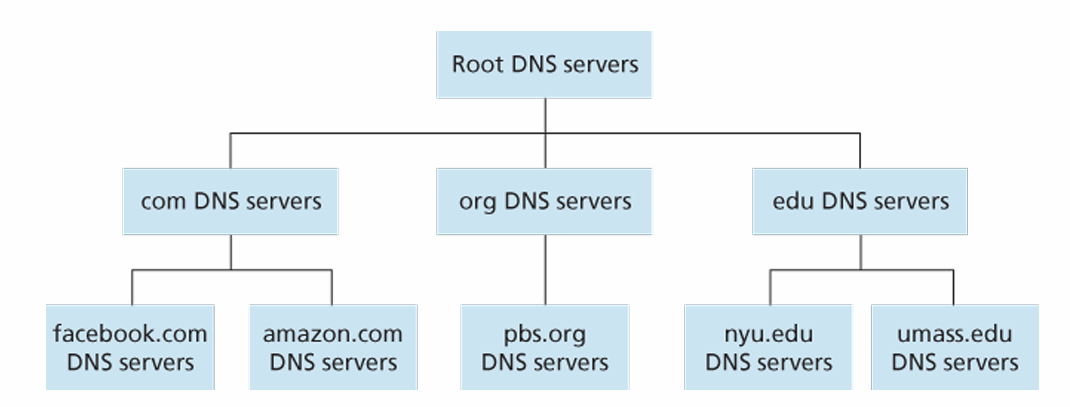 Root DNS servers
com DNS servers
org DNS servers
edu DNS servers
facebook.com
DNS servers
amazon.com
DNS servers
pbs.org
DNS servers
nyu.edu
DNS servers
umass.edu
DNS servers